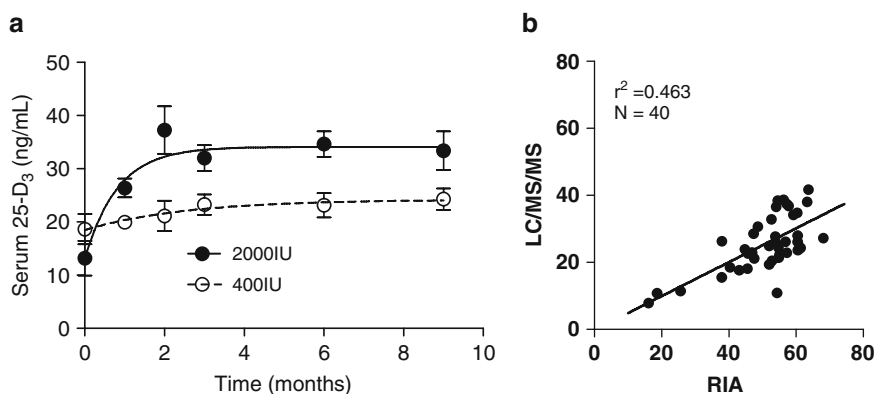 a
Serum 25-D₃ (ng/mL)
50
40
30
20
10
0
2000IU
400IU
0 2 4 6 8 10
Time (months)
b
LC/MS/MS
80
60
40
20
0
r² =0.463
N = 40
0 20 40 60 80
RIA